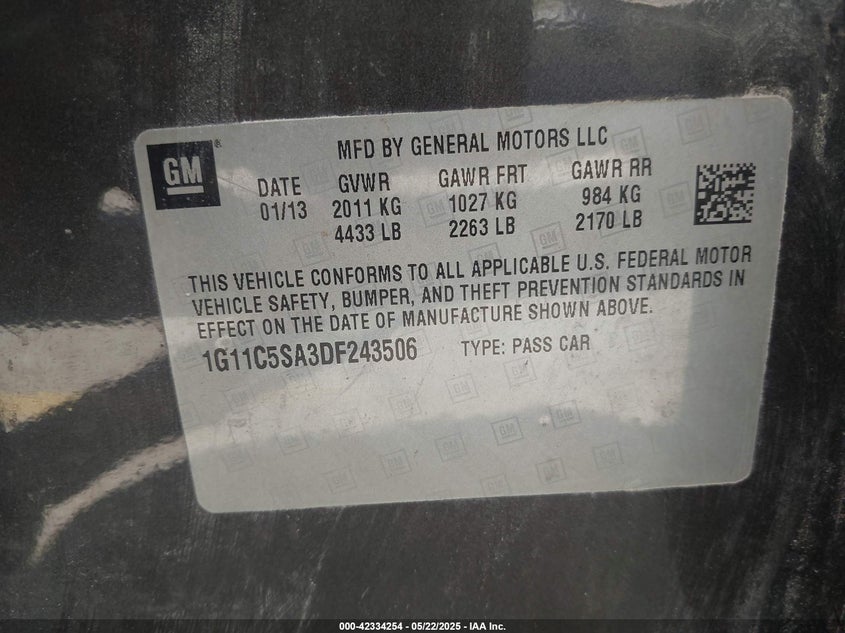 GM
MFD BY GENERAL MOTORS LLC
DATE GVWR GAWR FRT GAWR RR
01/13 2011 KG 1027 KG 984 KG
4433 LB 2263 LB 2170 LB
THIS VEHICLE CONFORMS TO ALL APPLICABLE U.S. FEDERAL MOTOR
VEHICLE SAFETY, BUMPER, AND THEFT PREVENTION STANDARDS IN
EFFECT ON THE DATE OF MANUFACTURE SHOWN ABOVE.
1G11C5SA3DF243506 TYPE: PASS CAR
000-42334254 - 05/22/2025 - IAA Inc.